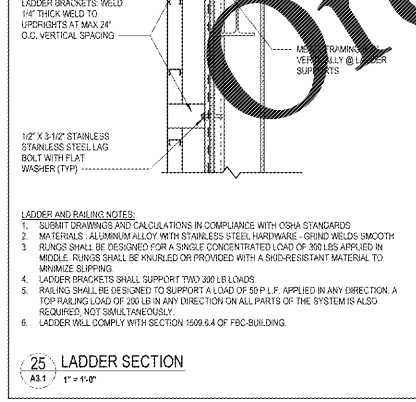 LADDER BRACKETS: WELD
1/4" THICK WELD TO
UPDRIGHTS AT MAX 24"
O.C. VERTICAL SPACING
VERTICALLY @ LADDER
SUPPORTS
1/2" X 3-1/2" STAINLESS
STAINLESS STEEL LAG
BOLT WITH FLAT
WASHER (TYP)
LADDER AND RAILING NOTES:
1. SUBMIT DRAWINGS AND CALCULATIONS IN COMPLIANCE WITH OSHA STANDARDS
2. MATERIALS : ALUMINUM ALLOY WITH STAINLESS STEEL HARDWARE - GRIND WELDS SMOOTH
3. RUNGS SHALL BE DESIGNED FOR A SINGLE CONCENTRATED LOAD OF 300 LBS APPLIED IN
MIDDLE. RUNGS SHALL BE KNURLED OR PROVIDED WITH A SKID-RESISTANT MATERIAL TO
MINIMIZE SLIPPING.
4. LADDER BRACKETS SHALL SUPPORT TWO 300 LB LOADS
5. RAILING SHALL BE DESIGNED TO SUPPORT A LOAD OF 50 P.L.F. APPLIED IN ANY DIRECTION. A
TOP RAILING LOAD OF 200 LB IN ANY DIRECTION ON ALL PARTS OF THE SYSTEM IS ALSO
REQUIRED, NOT SIMULTANEOUSLY.
6. LADDER WILL COMPLY WITH SECTION 1509.6.4 OF FBC-BUILDING.
25 LADDER SECTION
A3.1 1" = 1'-0"